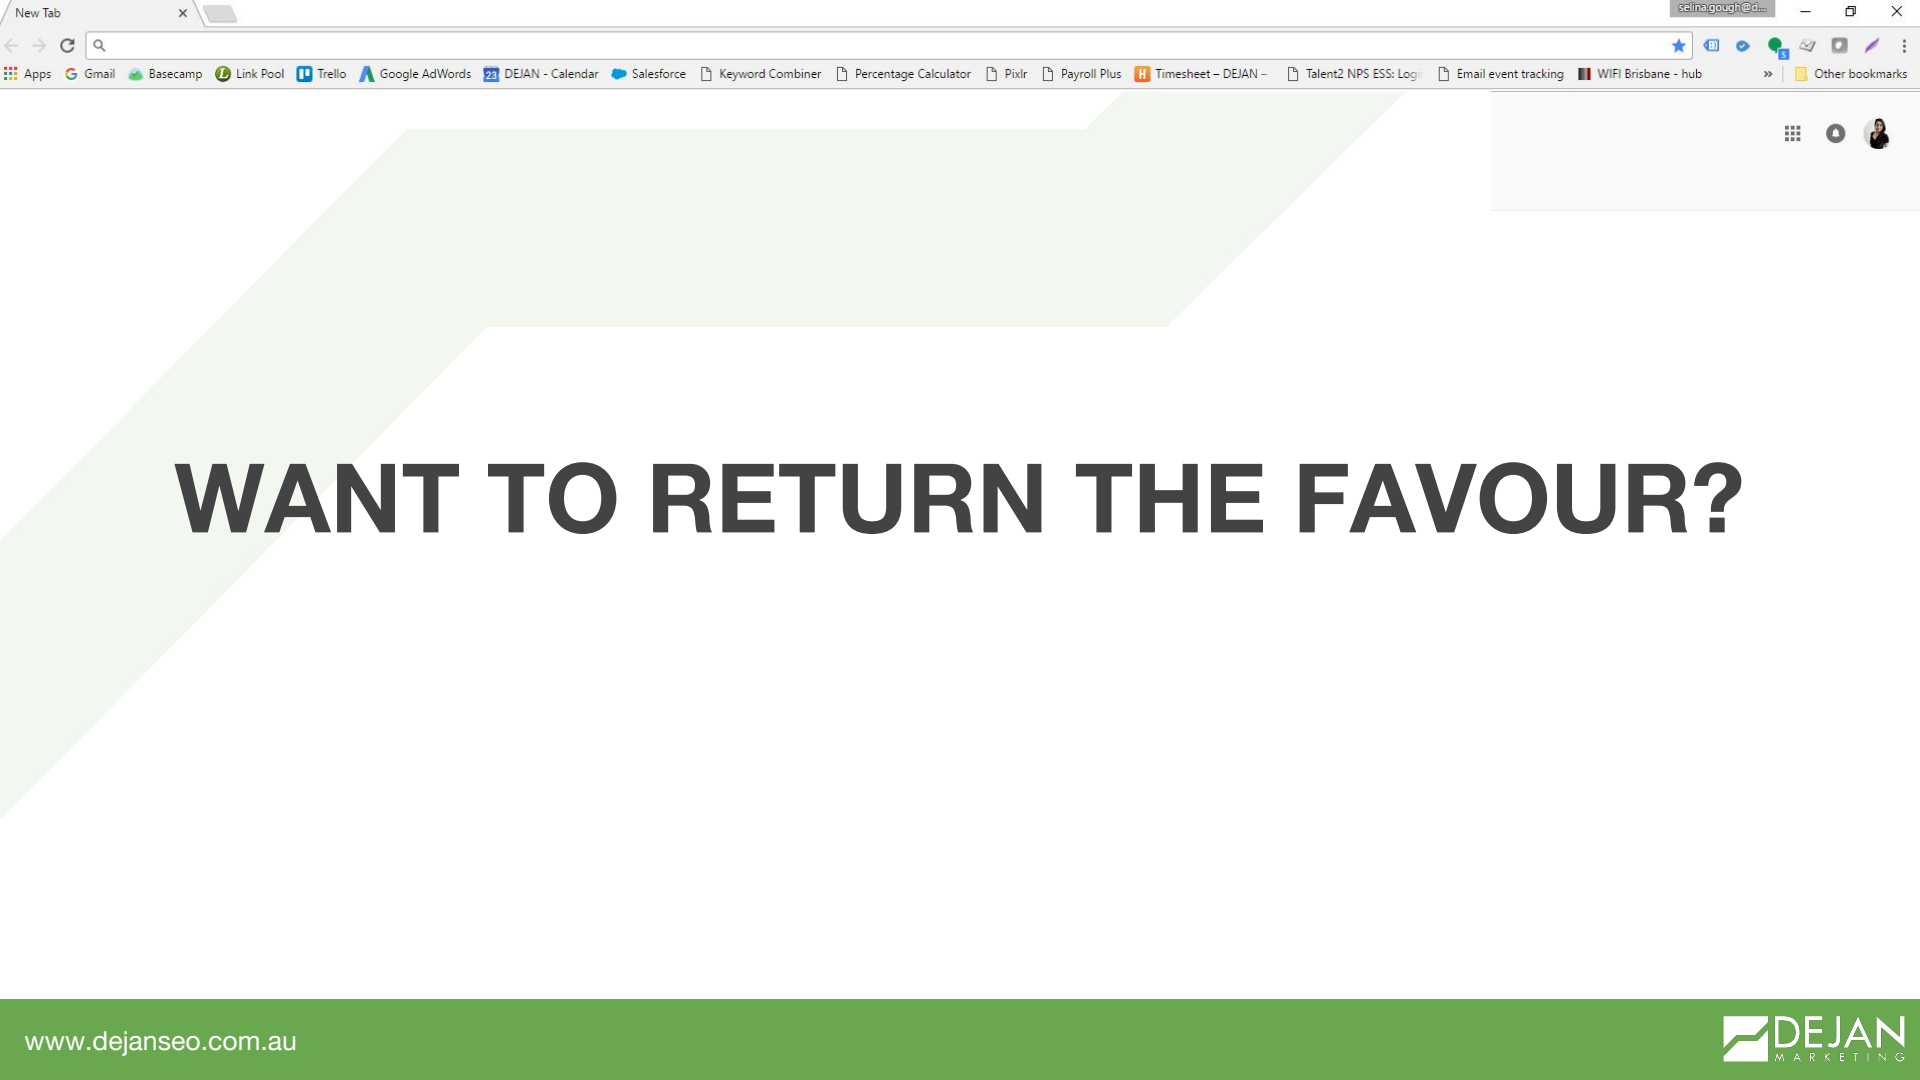 New Tab
selina.gough@d...
Apps Gmail Basecamp Link Pool Trello Google AdWords 23 DEJAN - Calendar Salesforce Keyword Combiner Percentage Calculator Pixlr Payroll Plus H Timesheet – DEJAN – Talent2 NPS ESS: Logi Email event tracking WIFI Brisbane - hub » Other bookmarks
WANT TO RETURN THE FAVOUR?
www.dejanseo.com.au
DEJAN
MARKETING